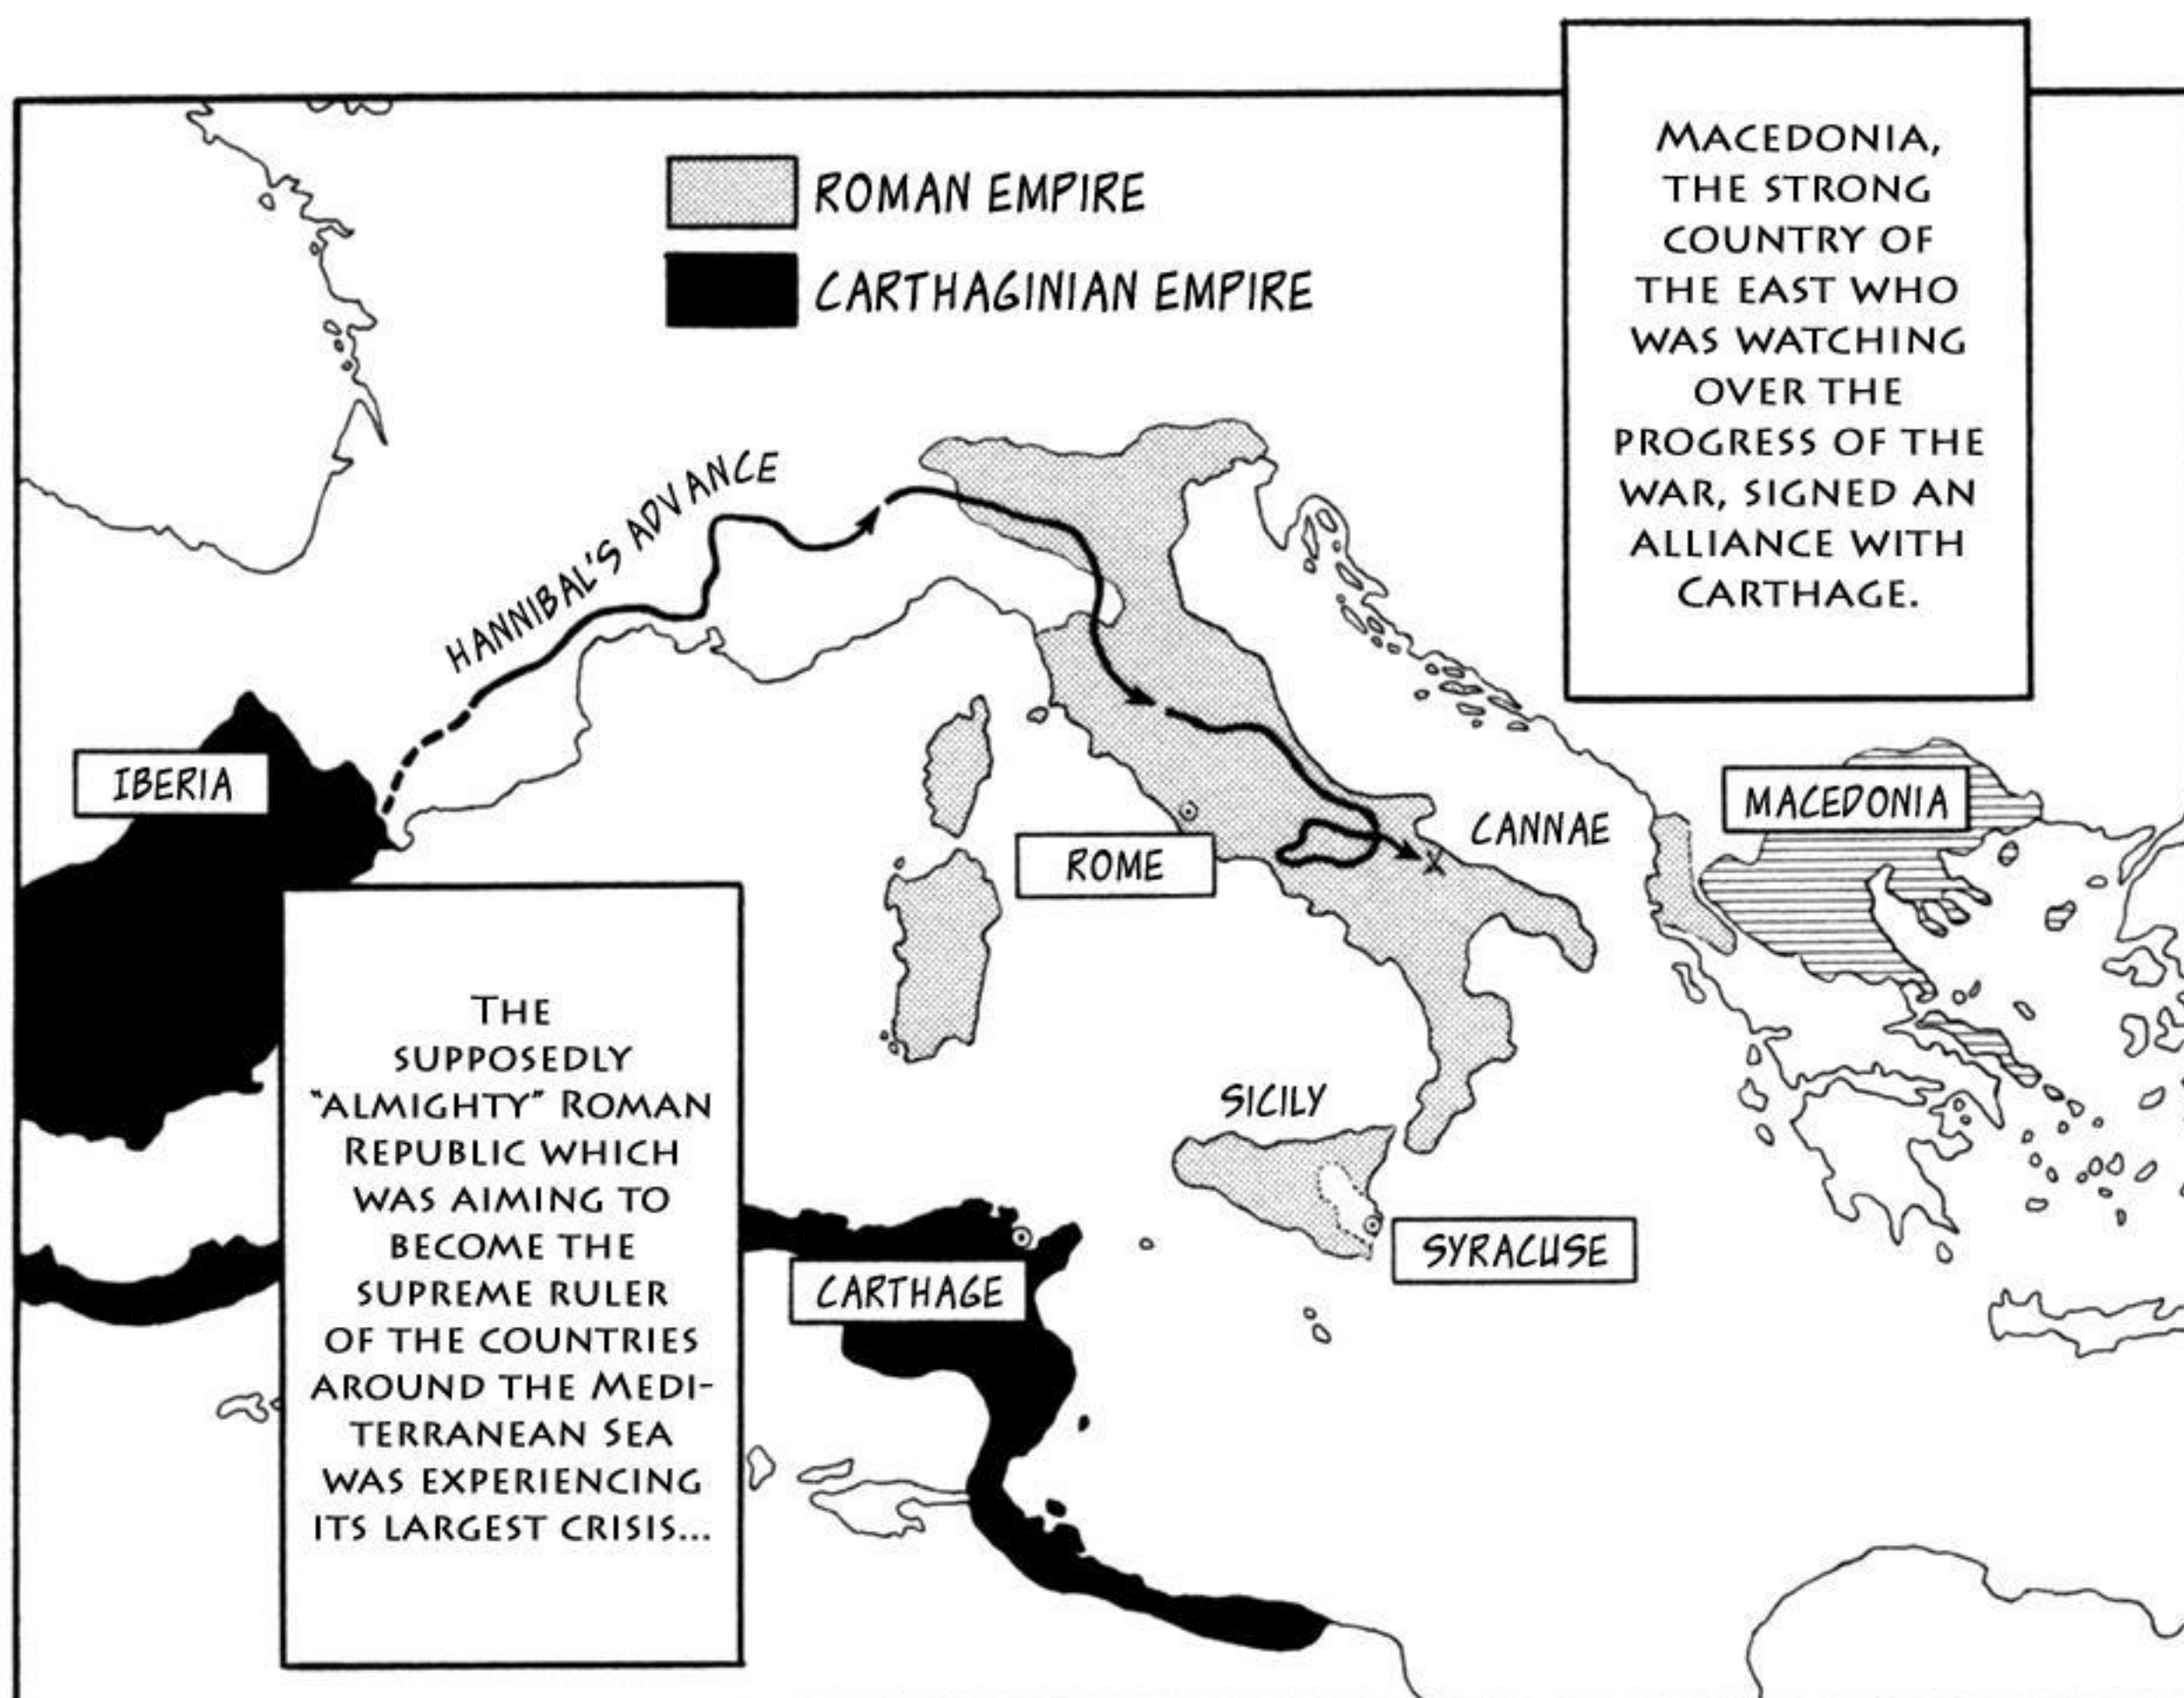 MACEDONIA,
THE STRONG
COUNTRY OF
THE EAST WHO
WAS WATCHING
OVER THE
PROGRESS OF THE
WAR, SIGNED AN
ALLIANCE WITH
CARTHAGE.
ROMAN EMPIRE
CARTHAGINIAN EMPIRE
HANNIBAL'S ADVANCE
IBERIA
ROME
CANNAE
MACEDONIA
SICILY
SYRACUSE
CARTHAGE
THE
SUPPOSEDLY
"ALMIGHTY" ROMAN
REPUBLIC WHICH
WAS AIMING TO
BECOME THE
SUPREME RULER
OF THE COUNTRIES
AROUND THE MEDI-
TERRANEAN SEA
WAS EXPERIENCING
ITS LARGEST CRISIS...